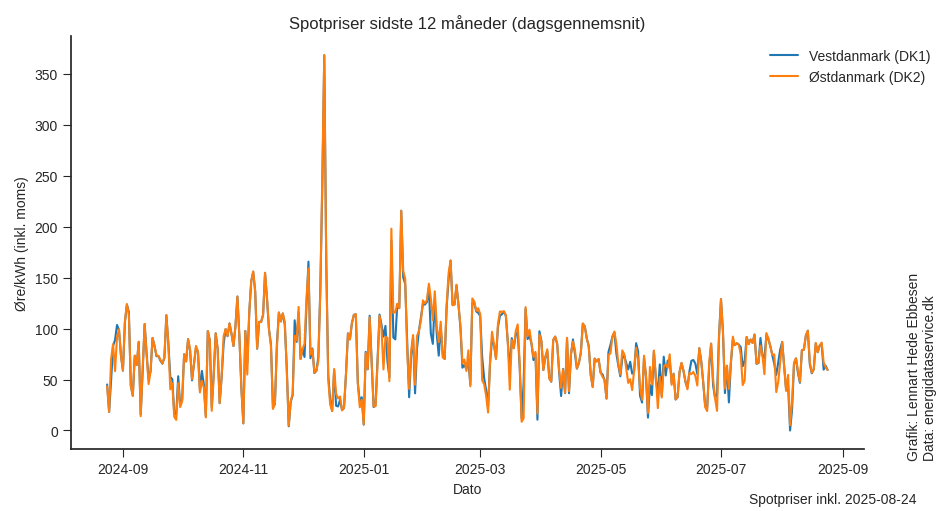 Spotpriser sidste 12 måneder (dagsgennemsnit)
Vestdanmark (DK1)
Østdanmark (DK2)
Øre/kWh (inkl. moms)
350
300
250
200
150
100
50
0
2024-09
2024-11
2025-01
2025-03
2025-05
2025-07
2025-09
Dato
Grafik: Lennart Hede Ebbesen
Data: energidataservice.dk
Spotpriser inkl. 2025-08-24